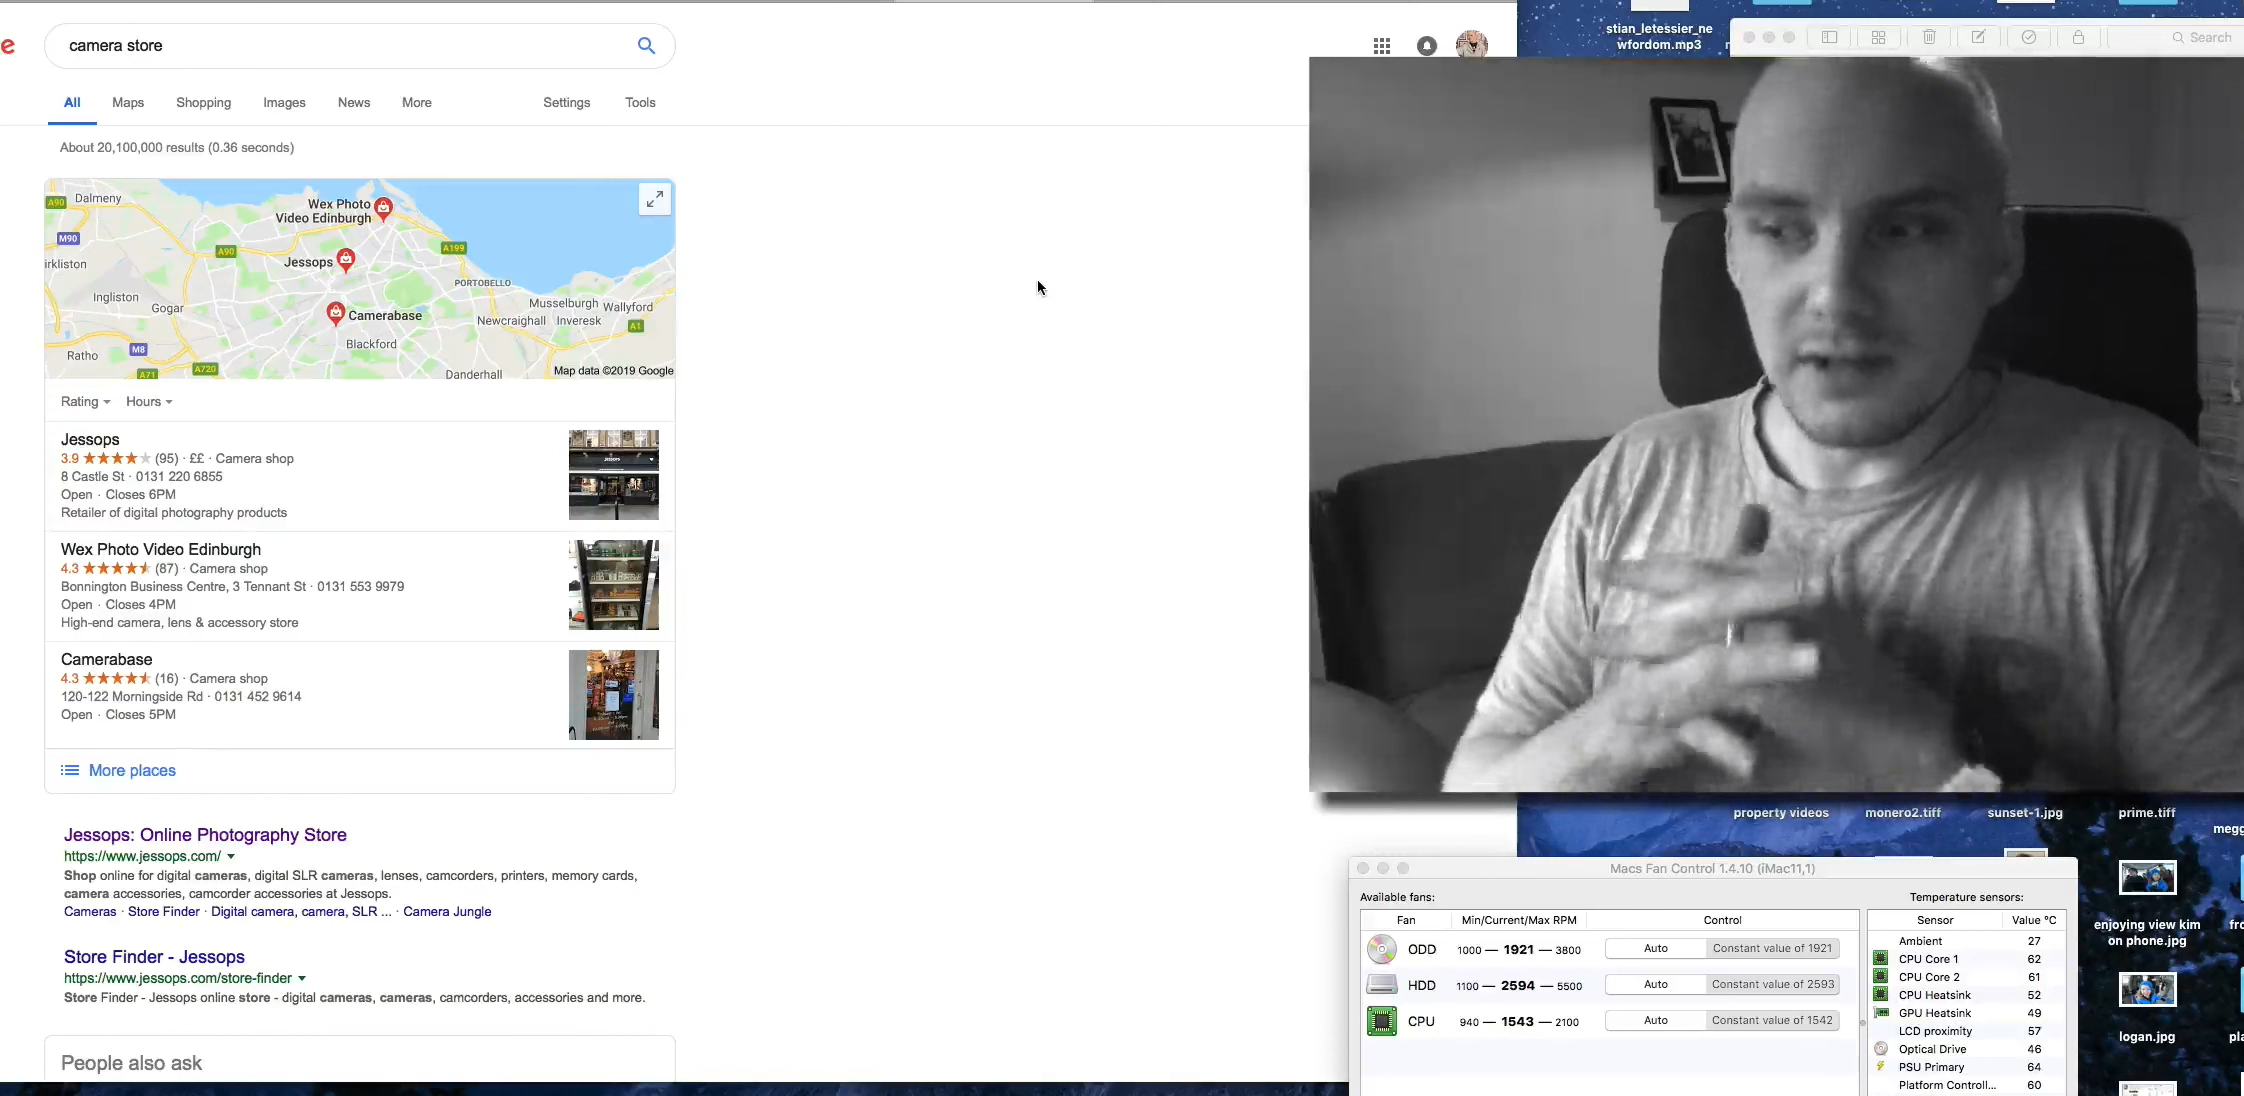 e
camera store
All Maps Shopping Images News More Settings Tools
About 20,100,000 results (0.36 seconds)
A90 Dalmeny
Wex Photo
Video Edinburgh
M90
A90
A199
irkliston
Jessops
PORTOBELLO
Ingliston
Gogar
Musselburgh Wallyford
Camerabase
Newcraighall Inveresk
A1
Blackford
M8
Ratho
A720
A71
Danderhall
Map data ©2019 Google
Rating Hours
Jessops
3.9 (95) · ££ · Camera shop
8 Castle St · 0131 220 6855
Open · Closes 6PM
Retailer of digital photography products
JESSOPS
Wex Photo Video Edinburgh
4.3 (87) · Camera shop
Bonnington Business Centre, 3 Tennant St · 0131 553 9979
Open · Closes 4PM
High-end camera, lens & accessory store
Camerabase
4.3 (16) · Camera shop
120-122 Morningside Rd · 0131 452 9614
Open · Closes 5PM
More places
Jessops: Online Photography Store
https://www.jessops.com/
Shop online for digital cameras, digital SLR cameras, lenses, camcorders, printers, memory cards,
camera accessories, camcorder accessories at Jessops.
Cameras · Store Finder · Digital camera, camera, SLR ... · Camera Jungle
Store Finder - Jessops
https://www.jessops.com/store-finder
Store Finder - Jessops online store - digital cameras, cameras, camcorders, accessories and more.
People also ask
stian_letessier_ne
wfordom.mp3
Search
property videos
monero2.tiff
sunset-1.jpg
prime.tiff
megg
Macs Fan Control 1.4.10 (iMac11,1)
Available fans:
Fan Min/Current/Max RPM Control
ODD 1000 — 1921 — 3800 Auto Constant value of 1921
HDD 1100 — 2594 — 5500 Auto Constant value of 2593
CPU 940 — 1543 — 2100 Auto Constant value of 1542
Temperature sensors:
Sensor Value °C
Ambient 27
CPU Core 1 62
CPU Core 2 61
CPU Heatsink 52
GPU Heatsink 49
LCD proximity 57
Optical Drive 46
PSU Primary 64
Platform Controll... 60
enjoying view kim
on phone.jpg
fro
logan.jpg
pla